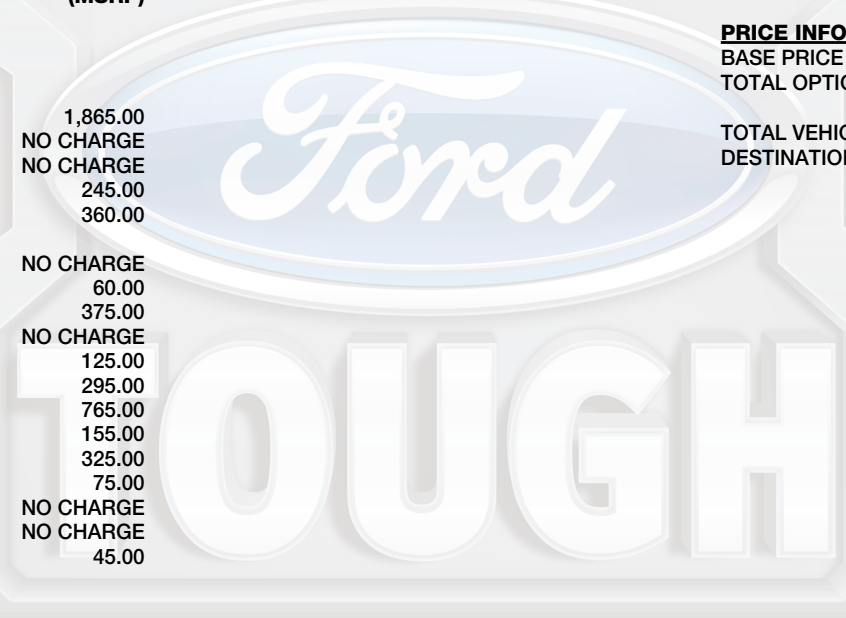 (MSRP)
1,865.00
NO CHARGE
NO CHARGE
245.00
360.00
NO CHARGE
60.00
375.00
NO CHARGE
125.00
295.00
765.00
155.00
325.00
75.00
NO CHARGE
NO CHARGE
45.00
PRICE INFO
BASE PRICE
TOTAL OPTIO
TOTAL VEHIC
DESTINATION
Ford
TOUGH